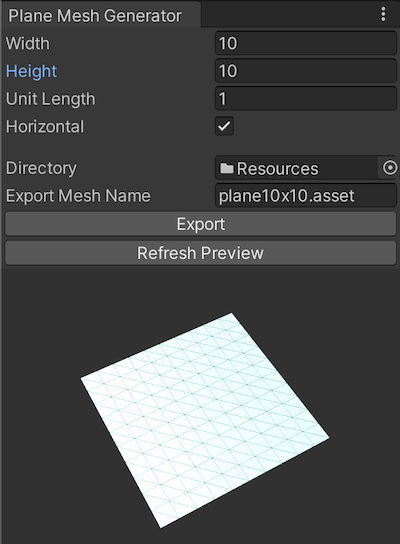 Plane Mesh Generator
Width 10
Height 10
Unit Length 1
Horizontal
Directory Resources
Export Mesh Name plane10x10.asset
Export
Refresh Preview